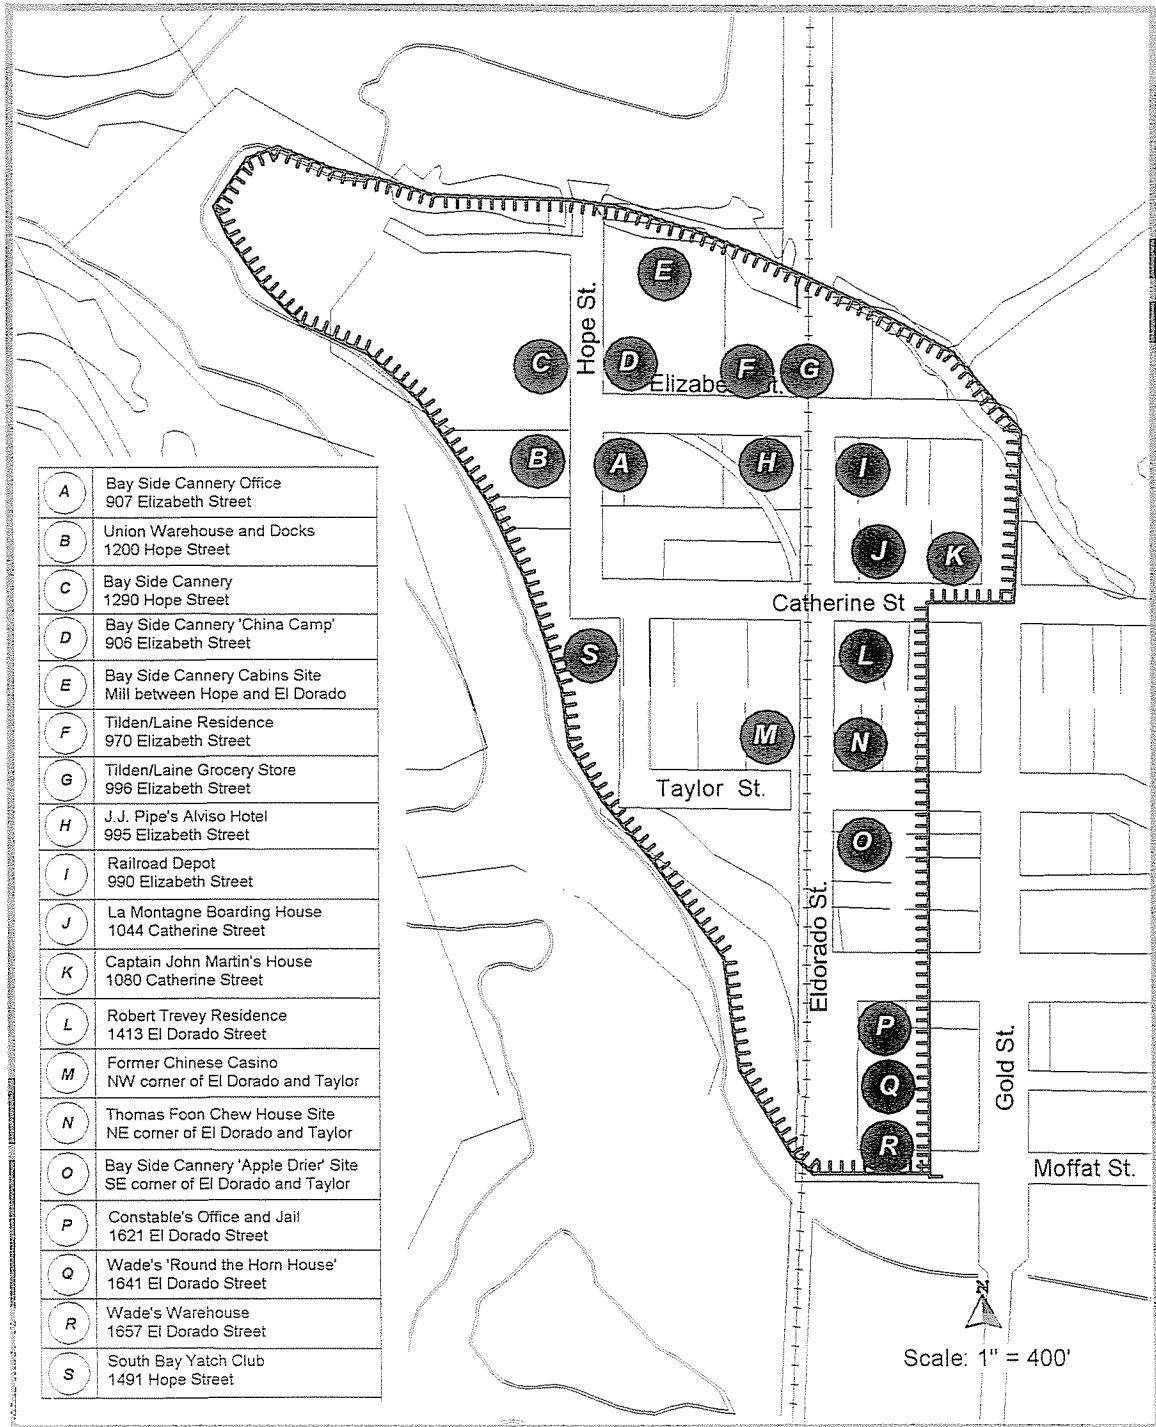 E
Hope St.
C
D
F
G
Elizabe St.
B
A
H
I
J
K
Catherine St
S
L
M
N
Taylor St.
O
Eldorado St.
P
Q
R
Gold St.
Moffat St.
N
Scale: 1" = 400'
A
Bay Side Cannery Office
907 Elizabeth Street
B
Union Warehouse and Docks
1200 Hope Street
C
Bay Side Cannery
1290 Hope Street
D
Bay Side Cannery 'China Camp'
906 Elizabeth Street
E
Bay Side Cannery Cabins Site
Mill between Hope and El Dorado
F
Tilden/Laine Residence
970 Elizabeth Street
G
Tilden/Laine Grocery Store
996 Elizabeth Street
H
J.J. Pipe's Alviso Hotel
995 Elizabeth Street
I
Railroad Depot
990 Elizabeth Street
J
La Montagne Boarding House
1044 Catherine Street
K
Captain John Martin's House
1080 Catherine Street
L
Robert Trevey Residence
1413 El Dorado Street
M
Former Chinese Casino
NW corner of El Dorado and Taylor
N
Thomas Foon Chew House Site
NE corner of El Dorado and Taylor
O
Bay Side Cannery 'Apple Drier' Site
SE corner of El Dorado and Taylor
P
Constable's Office and Jail
1621 El Dorado Street
Q
Wade's 'Round the Horn House'
1641 El Dorado Street
R
Wade's Warehouse
1657 El Dorado Street
S
South Bay Yatch Club
1491 Hope Street